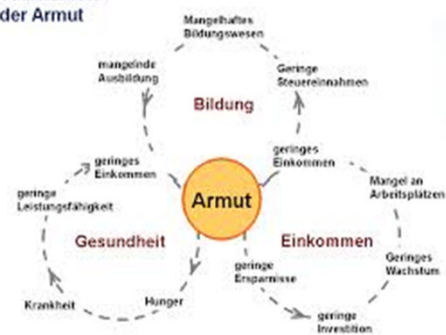 der Armut
Mangelhaftes
Bildungswesen
mangelnde
Ausbildung
Geringe
Steuereinnahmen
Bildung
geringes
Einkommen
geringes
Einkommen
Armut
Mangel an
Arbeitsplätzen
geringe
Leistungsfähigkeit
Gesundheit
Einkommen
Geringes
Wachstum
geringe
Ersparnisse
Krankheit
Hunger
geringe
Investition